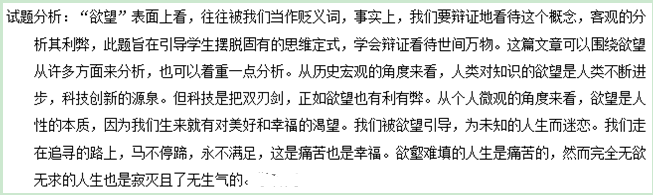 试题分析：“欲望”表面上看，往往被我们当作贬义词，事实上，我们要辩证地看待这个概念，客观的分
析其利弊，此题旨在引导学生摆脱固有的思维定式，学会辩证看待世间万物。这篇文章可以围绕欲望
从许多方面来分析，也可以着重一点分析。从历史宏观的角度来看，人类对知识的欲望是人类不断进
步，科技创新的源泉。但科技是把双刃剑，正如欲望也有利有弊。从个人微观的角度来看，欲望是人
性的本质，因为我们生来就有对美好和幸福的渴望。我们被欲望引导，为未知的人生而迷恋。我们走
在追寻的路上，马不停蹄，永不满足，这是痛苦也是幸福。欲壑难填的人生是痛苦的，然而完全无欲
无求的人生也是寂灭且了无生气的。